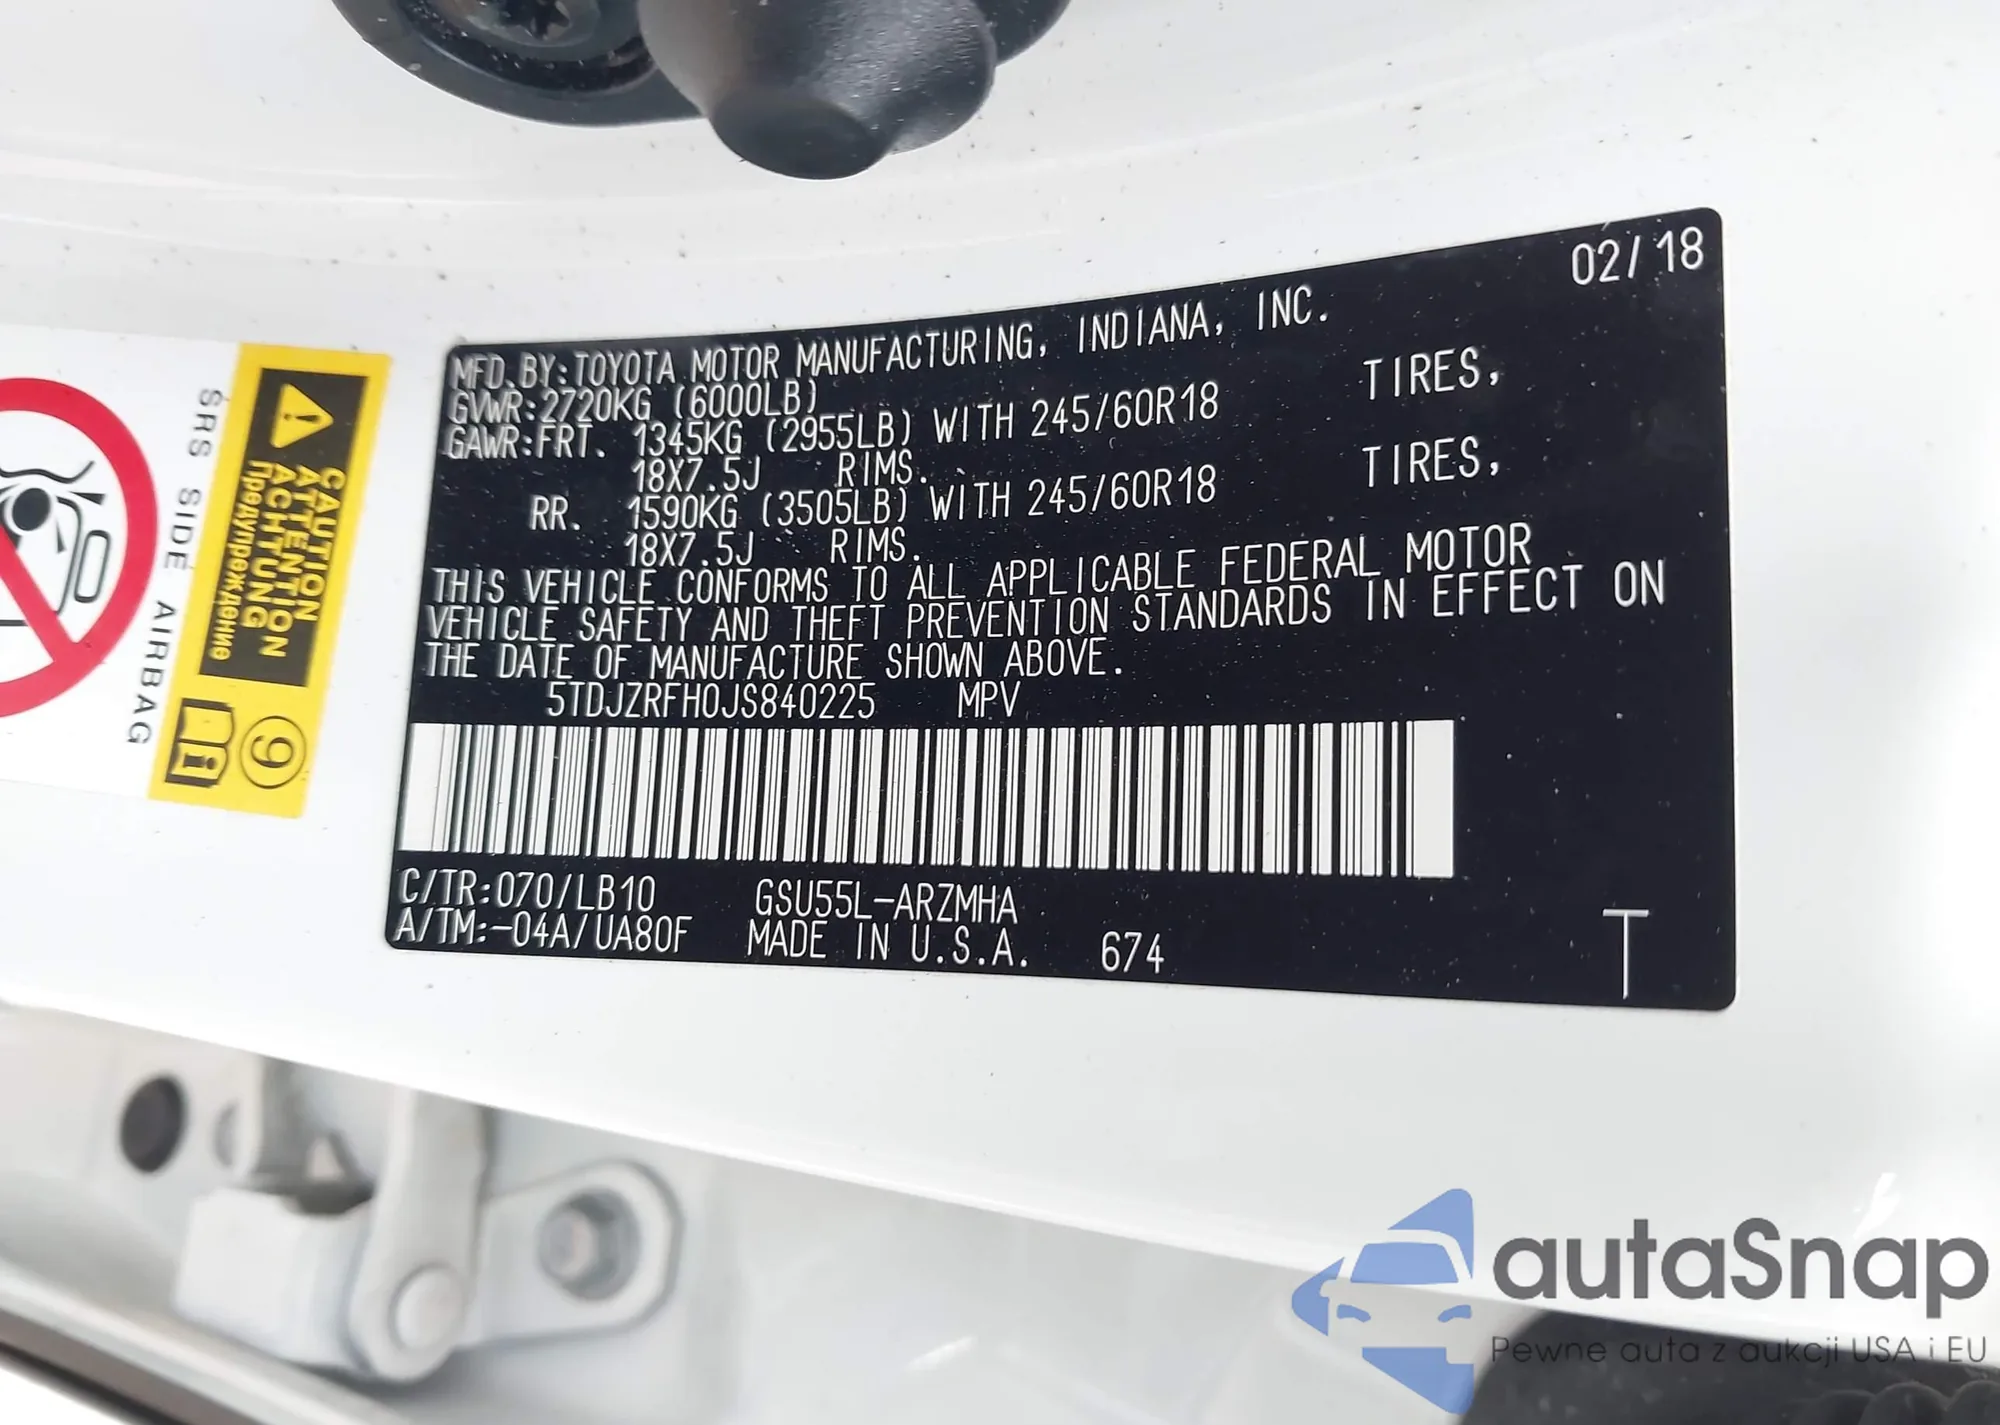 02/18
MFD.BY:TOYOTA MOTOR MANUFACTURING, INDIANA, INC.
GVWR:2720KG (6000LB)
GAWR:FRT. 1345KG (2955LB) WITH 245/60R18 TIRES,
18X7.5J RIMS.
RR. 1590KG (3505LB) WITH 245/60R18 TIRES,
18X7.5J RIMS.
THIS VEHICLE CONFORMS TO ALL APPLICABLE FEDERAL MOTOR
VEHICLE SAFETY AND THEFT PREVENTION STANDARDS IN EFFECT ON
THE DATE OF MANUFACTURE SHOWN ABOVE.
5TDJZRFH0JS840225 MPV
C/TR:070/LB10 GSU55L-ARZMHA
A/TM:-04A/UA80F MADE IN U.S.A. 674
T
CAUTION
ATTENTION
ACHTUNG
Предупреждение
SRS SIDE AIRBAG
9
i
autaSnap
Pewne auta z aukcji USA i EU